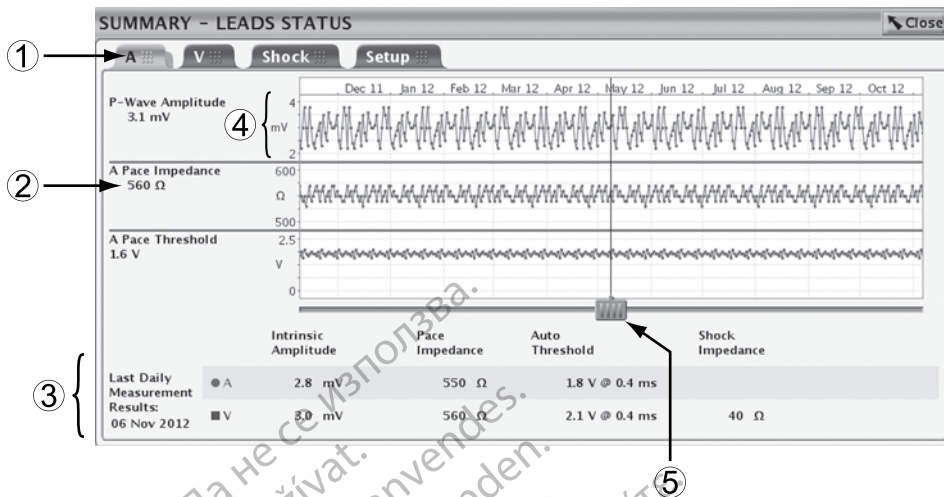 SUMMARY – LEADS STATUS
Close
1
A
V
Shock
Setup
Dec 11 Jan 12 Feb 12 Mar 12 Apr 12 May 12 Jun 12 Jul 12 Aug 12 Sep 12 Oct 12
P-Wave Amplitude
3.1 mV
4
4
mV
2
2
A Pace Impedance
560 Ω
600
Ω
500
A Pace Threshold
1.6 V
2.5
V
0
Intrinsic Amplitude
Pace Impedance
Auto Threshold
Shock Impedance
3
Last Daily Measurement Results:
06 Nov 2012
A 2.8 mV 550 Ω 1.8 V @ 0.4 ms
V 3.0 mV 560 Ω 2.1 V @ 0.4 ms 40 Ω
5
Да не се използва.